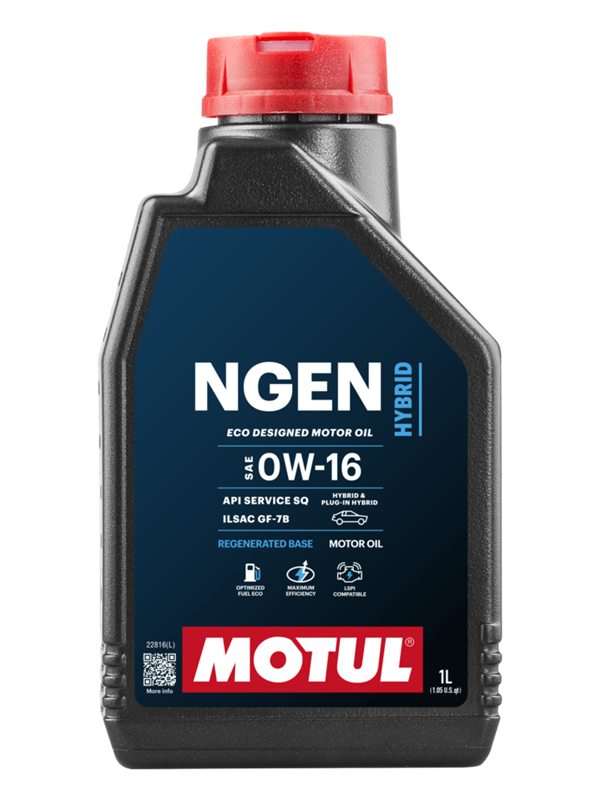 NGEN
HYBRID
ECO DESIGNED MOTOR OIL
SAE 0W-16
API SERVICE SQ
ILSAC GF-7B
HYBRID &
PLUG-IN HYBRID
REGENERATED BASE MOTOR OIL
OPTIMIZED
FUEL ECO
MAXIMUM
EFFICIENCY
LSPI
COMPATIBLE
22816(L)
More info
MOTUL®
1L
(1,05 U.S.qt)